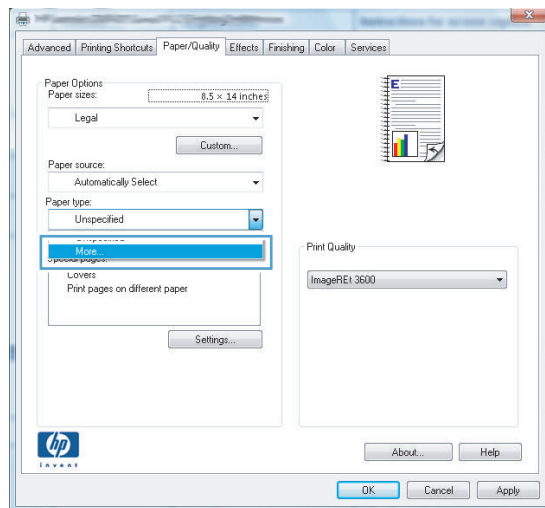 Advanced Printing Shortcuts Paper/Quality Effects Finishing Color Services
Paper Options
Paper sizes: 8.5 × 14 inches
Legal
Custom...
Paper source:
Automatically Select
Paper type:
Unspecified
More...
Covers
Print pages on different paper
Settings...
E
Print Quality
ImageREt 3600
hp
invent
About... Help
OK Cancel Apply